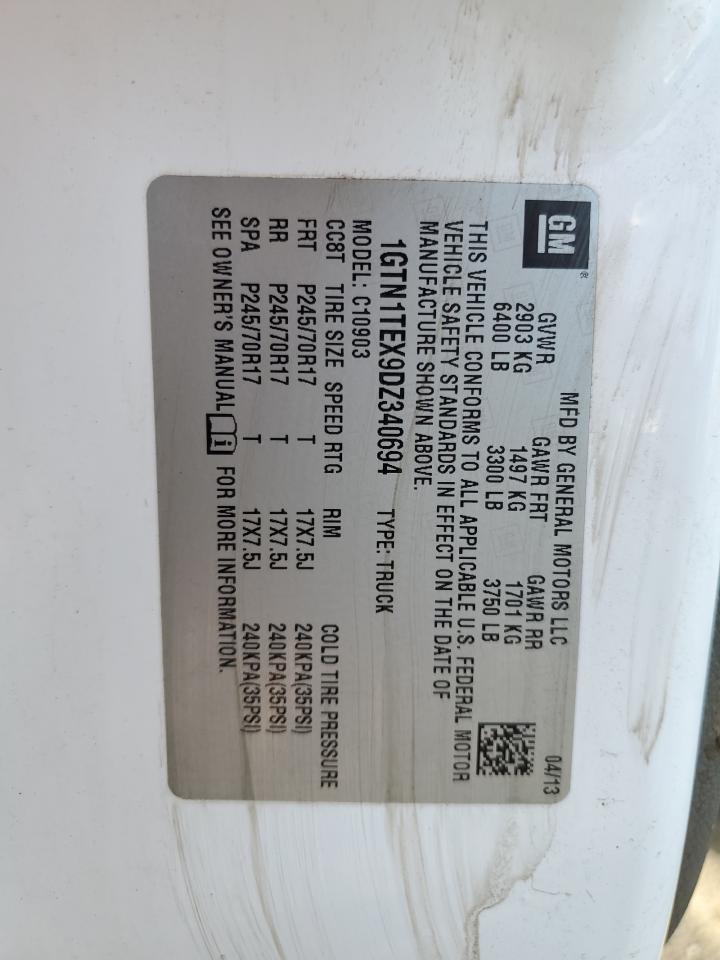 GM®
MFD BY GENERAL MOTORS LLC 04/13
GVWR GAWR FRT GAWR RR
2903 KG 1497 KG 1701 KG
6400 LB 3300 LB 3750 LB
THIS VEHICLE CONFORMS TO ALL APPLICABLE U.S. FEDERAL MOTOR
VEHICLE SAFETY STANDARDS IN EFFECT ON THE DATE OF
MANUFACTURE SHOWN ABOVE.
1GTN1TEX9DZ340694 TYPE: TRUCK
MODEL: C10903
CC8T TIRE SIZE SPEED RTG RIM COLD TIRE PRESSURE
FRT P245/70R17 T 17X7.5J 240KPA(35PSI)
RR P245/70R17 T 17X7.5J 240KPA(35PSI)
SPA P245/70R17 T 17X7.5J 240KPA(35PSI)
SEE OWNER'S MANUAL FOR MORE INFORMATION.